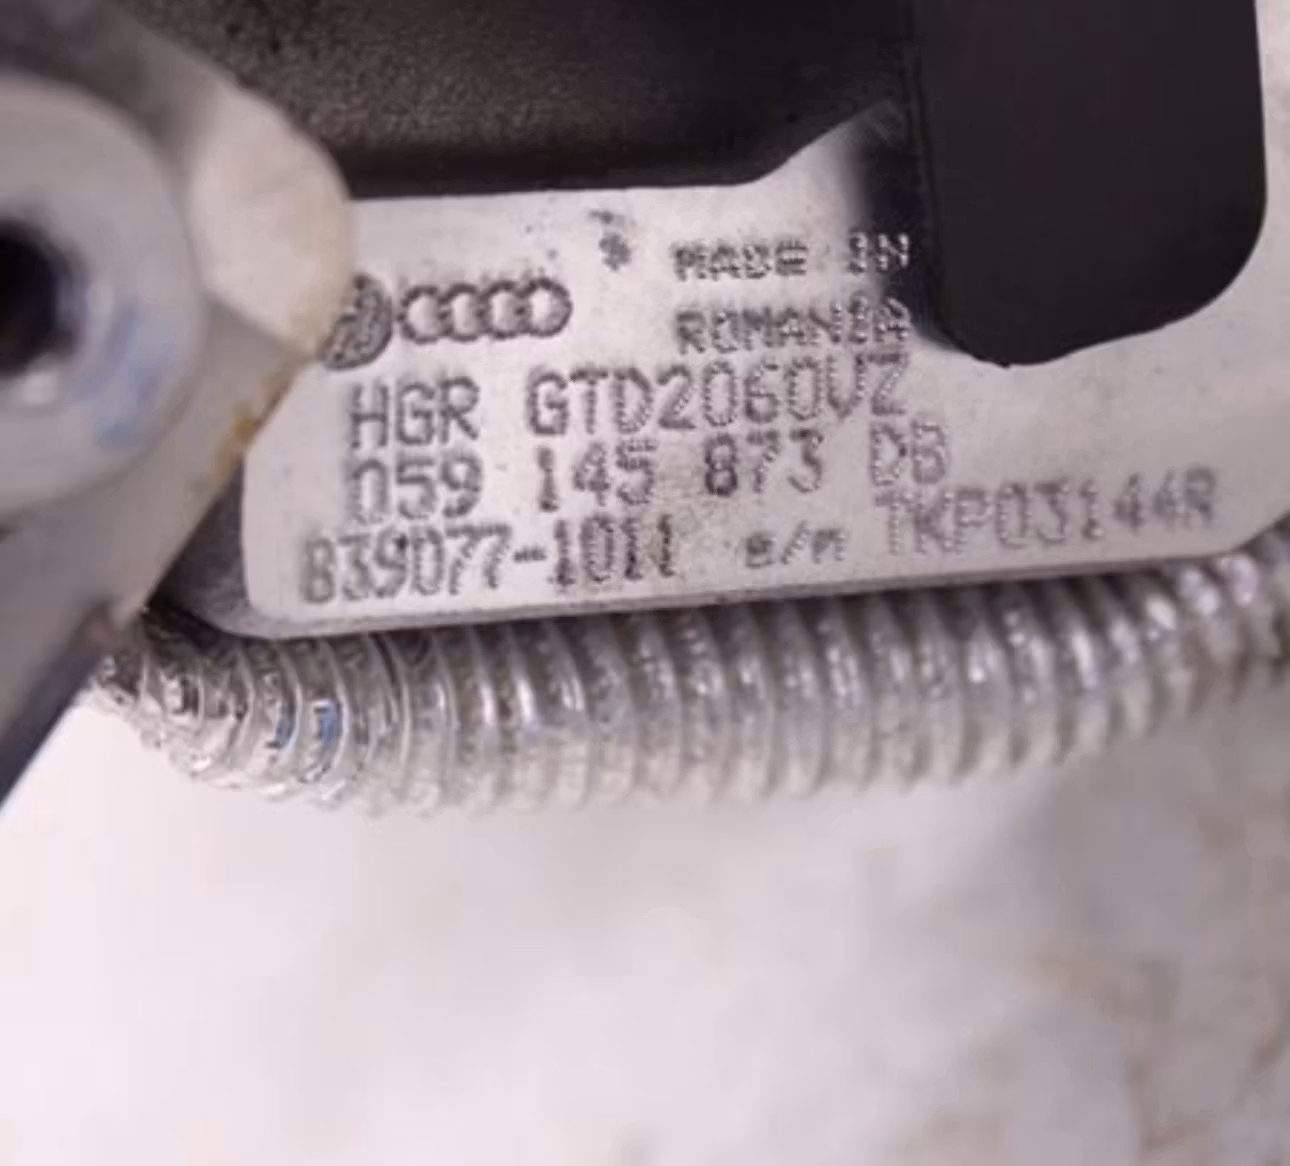 MADE IN
ROMANIA
HGR GTD2060VZ
059 145 873 DB
839077-1011 s/n TKP03144R